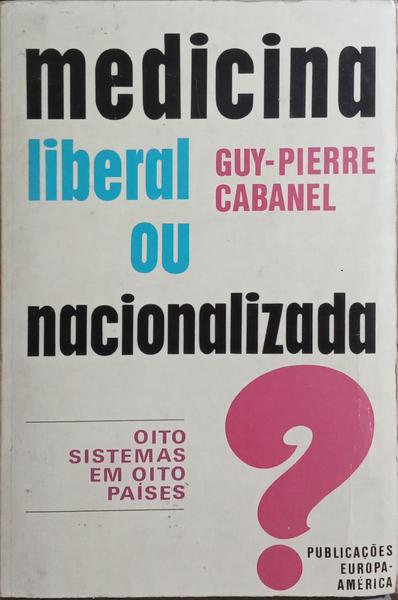 medicina
liberal
GUY-PIERRE
CABANEL
ou
nacionalizada
?
OITO
SISTEMAS
EM OITO
PAÍSES
PUBLICAÇÕES
EUROPA-
AMÉRICA